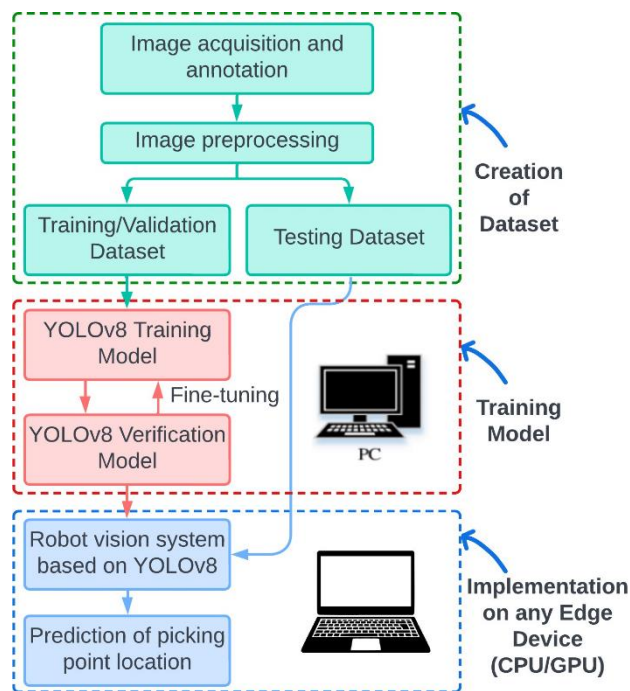 Image acquisition and
annotation
Image preprocessing
Training/Validation
Dataset
Testing Dataset
Creation
of
Dataset
YOLOv8 Training
Model
Fine-tuning
YOLOv8 Verification
Model
PC
Training
Model
Robot vision system
based on YOLOv8
Prediction of picking
point location
Implementation
on any Edge
Device
(CPU/GPU)